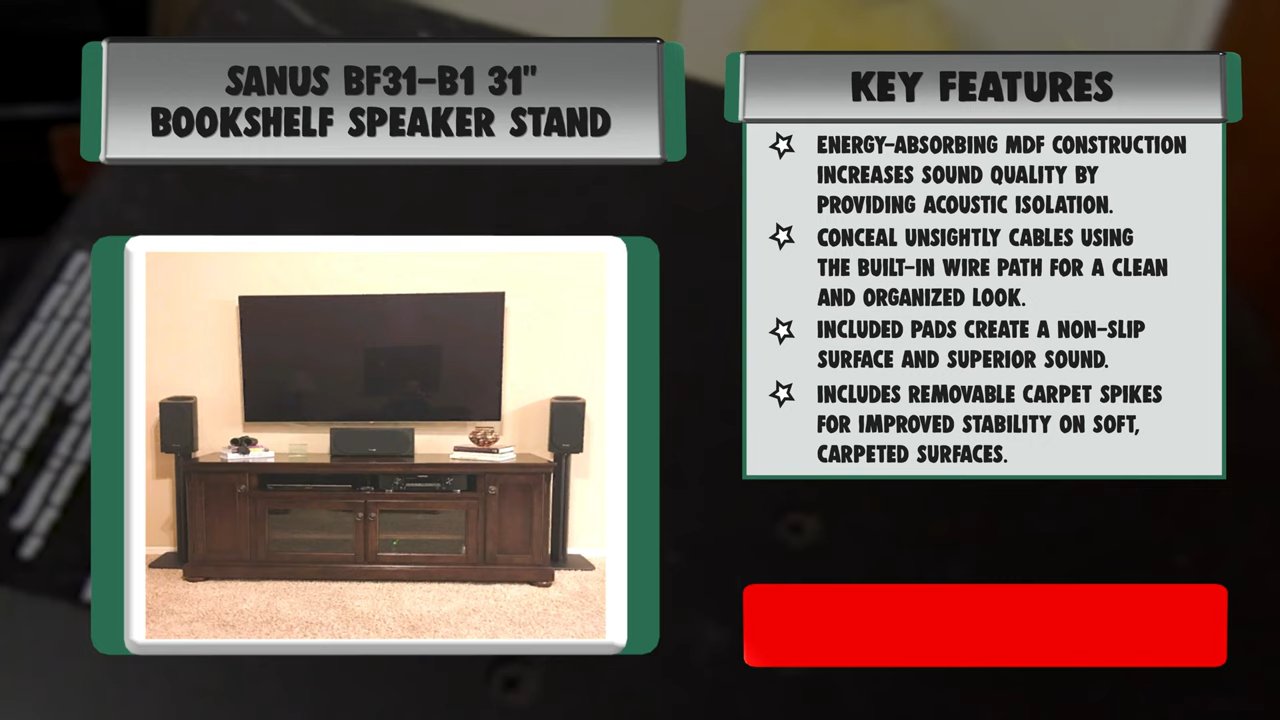 SANUS BF31-B1 31"
BOOKSHELF SPEAKER STAND
KEY FEATURES
ENERGY-ABSORBING MDF CONSTRUCTION
INCREASES SOUND QUALITY BY
PROVIDING ACOUSTIC ISOLATION.
CONCEAL UNSIGHTLY CABLES USING
THE BUILT-IN WIRE PATH FOR A CLEAN
AND ORGANIZED LOOK.
INCLUDED PADS CREATE A NON-SLIP
SURFACE AND SUPERIOR SOUND.
INCLUDES REMOVABLE CARPET SPIKES
FOR IMPROVED STABILITY ON SOFT,
CARPETED SURFACES.